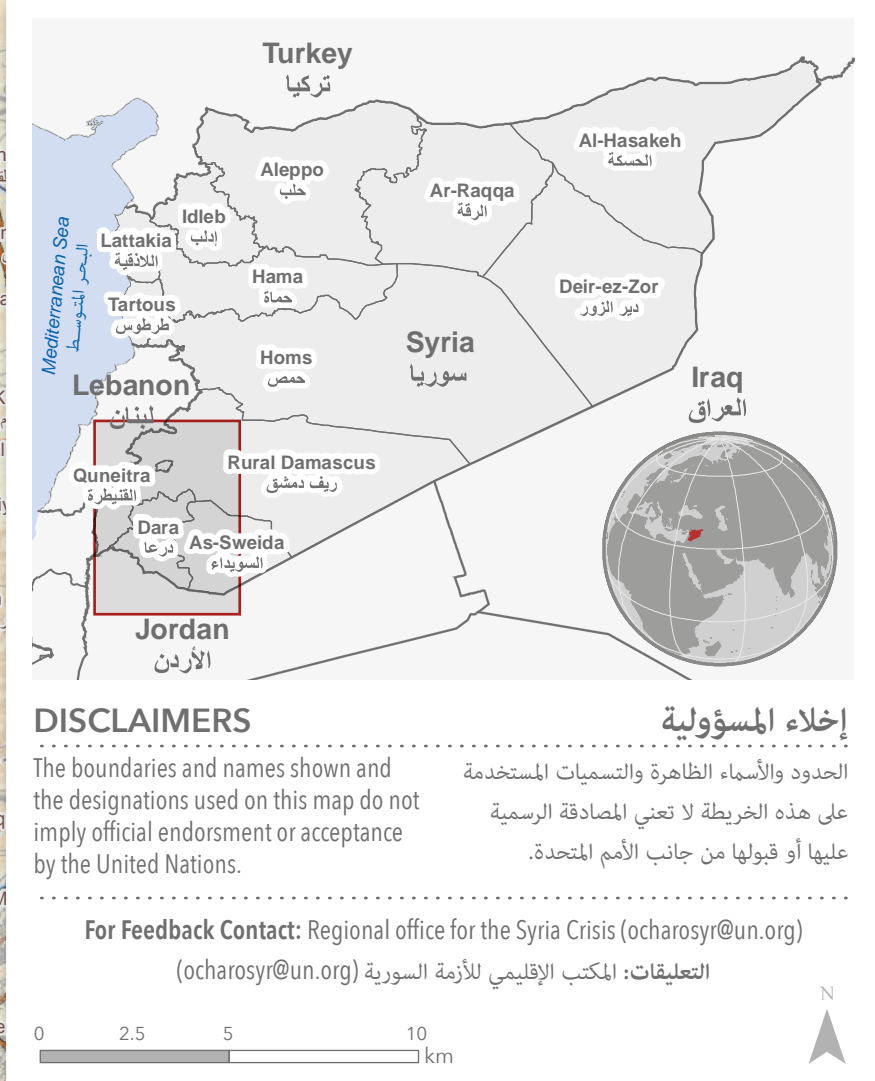 Turkey
تركيا
Al-Hasakeh
الحسكة
Aleppo
حلب
Ar-Raqqa
الرقة
Idleb
إدلب
Lattakia
اللاذقية
Mediterranean Sea
البحر المتوسط
Hama
حماة
Deir-ez-Zor
دير الزور
Tartous
طرطوس
Homs
حمص
Syria
سوريا
Lebanon
لبنان
Iraq
العراق
Rural Damascus
ريف دمشق
Quneitra
القنيطرة
Dara
درعا
As-Sweida
السويداء
Jordan
الأردن
DISCLAIMERS
The boundaries and names shown and
the designations used on this map do not
imply official endorsment or acceptance
by the United Nations.
إخلاء المسؤولية
الحدود والأسماء الظاهرة والتسميات المستخدمة
على هذه الخريطة لا تعني المصادقة الرسمية
عليها أو قبولها من جانب الأمم المتحدة.
For Feedback Contact: Regional office for the Syria Crisis (ocharosyr@un.org)
التعليقات: المكتب الإقليمي للأزمة السورية (ocharosyr@un.org)
N
0 2.5 5 10
km